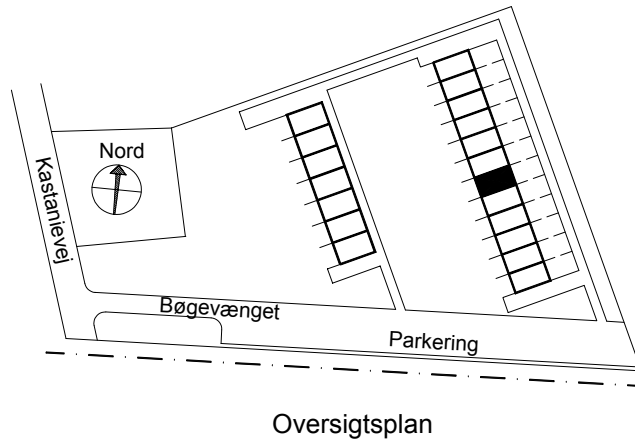 Nord
Kastanievej
Bøgevænget
Parkering
Oversigtsplan